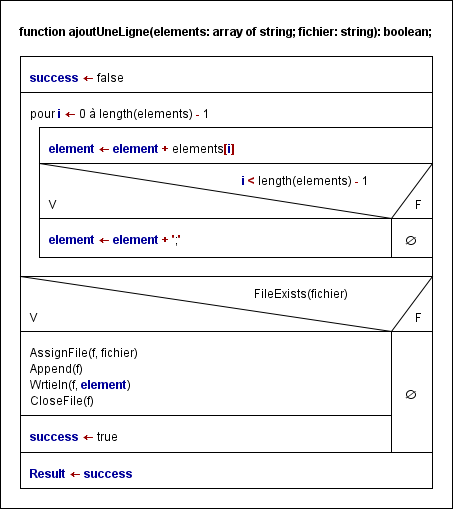 function ajoutUneLigne(elements: array of string; fichier: string): boolean;
success ← false
pour i ← 0 à length(elements) - 1
element ← element + elements[i]
i < length(elements) - 1
V F
element ← element + ';' ∅
FileExists(fichier)
V F
AssignFile(f, fichier)
Append(f)
Wrtieln(f, element)
CloseFile(f)
∅
success ← true
Result ← success